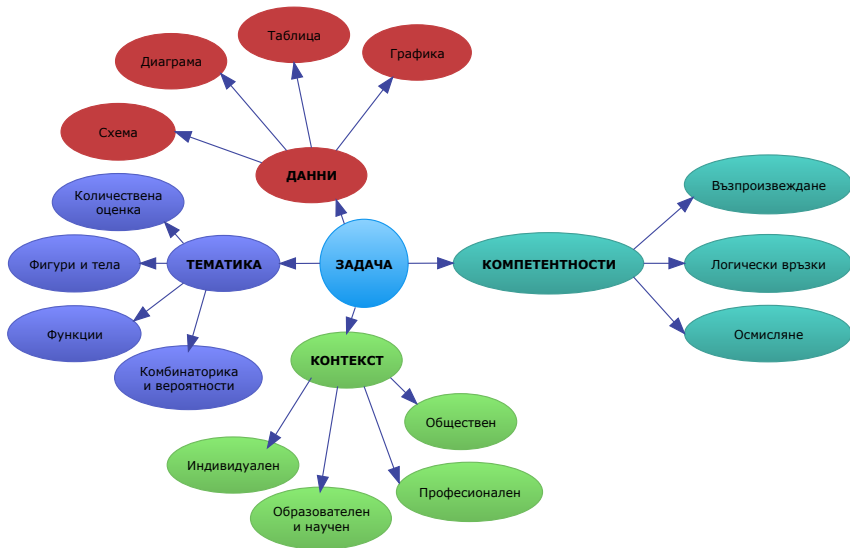 Таблица
Графика
Диаграма
Схема
ДАННИ
Количествена
оценка
Възпроизвеждане
Фигури и тела
ТЕМАТИКА
ЗАДАЧА
КОМПЕТЕНТНОСТИ
Логически връзки
Функции
Осмисляне
КОНТЕКСТ
Комбинаторика
и вероятности
Обществен
Индивидуален
Професионален
Образователен
и научен